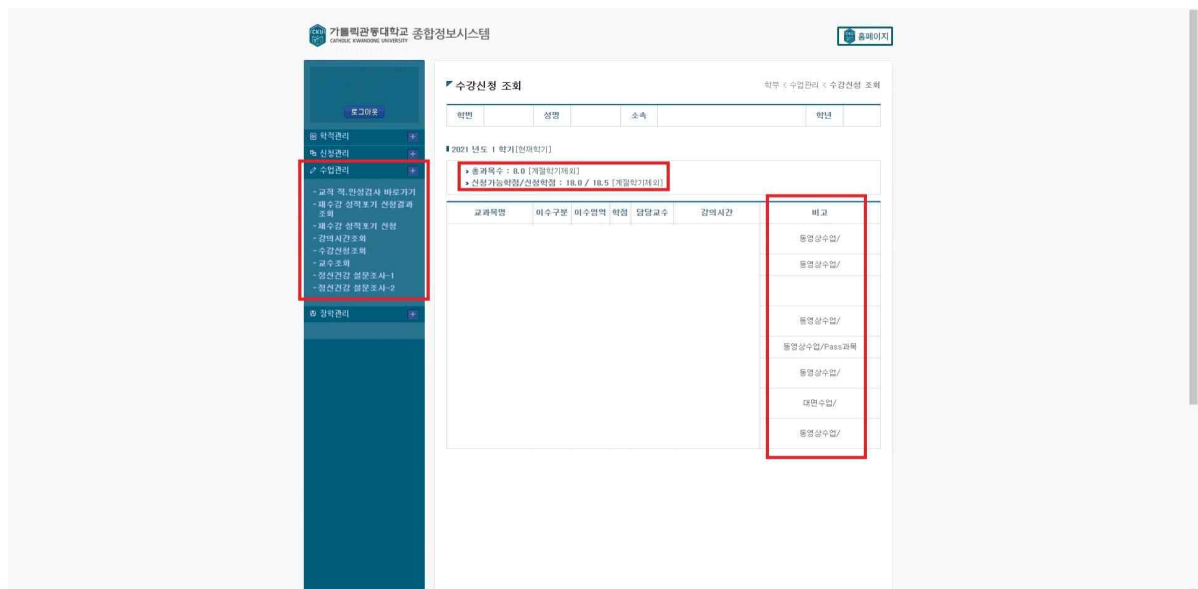 CKU
가톨릭관동대학교 종합정보시스템
CATHOLIC KWANDONG UNIVERSITY
홈페이지
로그아웃
학적관리
신청관리
수업관리
-교적 적.인성검사 바로가기
-재수강 성적포기 신청결과
조회
-재수강 성적포기 신청
-강의시간조회
-수강신청조회
-교수조회
-정신건강 설문조사-1
-정신건강 설문조사-2
장학관리
수강신청 조회
학부 < 수업관리 < 수강신청 조회
학번 성명 소속 학년
2021 년도 1 학기[현재학기]
› 총과목수 : 8.0 [계절학기제외]
› 신청가능학점/신청학점 : 18.0 / 18.5 [계절학기제외]
교과목명 이수구분 이수영역 학점 담당교수 강의시간 비고
동영상수업/
동영상수업/
동영상수업/
동영상수업/Pass과목
동영상수업/
대면수업/
동영상수업/